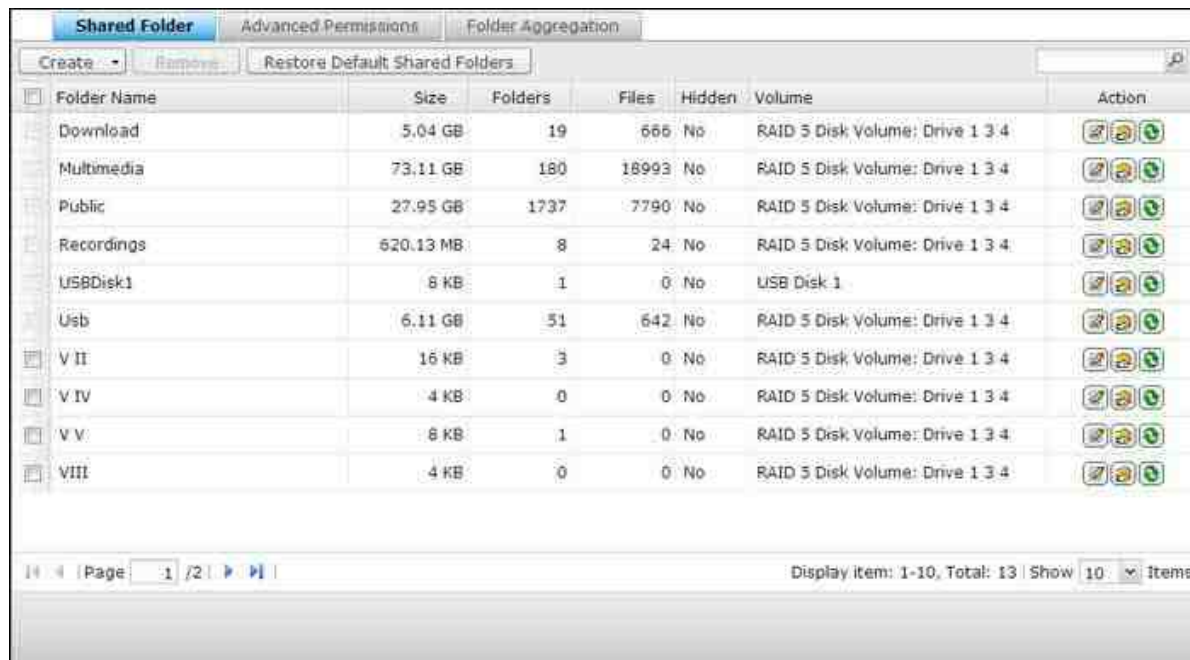 Shared Folder Advanced Permissions Folder Aggregation
Create Remove Restore Default Shared Folders
Folder Name Size Folders Files Hidden Volume Action
Download 5.04 GB 19 666 No RAID 5 Disk Volume: Drive 1 3 4
Multimedia 73.11 GB 180 18993 No RAID 5 Disk Volume: Drive 1 3 4
Public 27.95 GB 1737 7790 No RAID 5 Disk Volume: Drive 1 3 4
Recordings 620.13 MB 8 24 No RAID 5 Disk Volume: Drive 1 3 4
USBDisk1 8 KB 1 0 No USB Disk 1
Usb 6.11 GB 51 642 No RAID 5 Disk Volume: Drive 1 3 4
V II 16 KB 3 0 No RAID 5 Disk Volume: Drive 1 3 4
V IV 4 KB 0 0 No RAID 5 Disk Volume: Drive 1 3 4
V V 8 KB 1 0 No RAID 5 Disk Volume: Drive 1 3 4
VIII 4 KB 0 0 No RAID 5 Disk Volume: Drive 1 3 4
Page 1 /2 Display item: 1-10, Total: 13 Show 10 Items